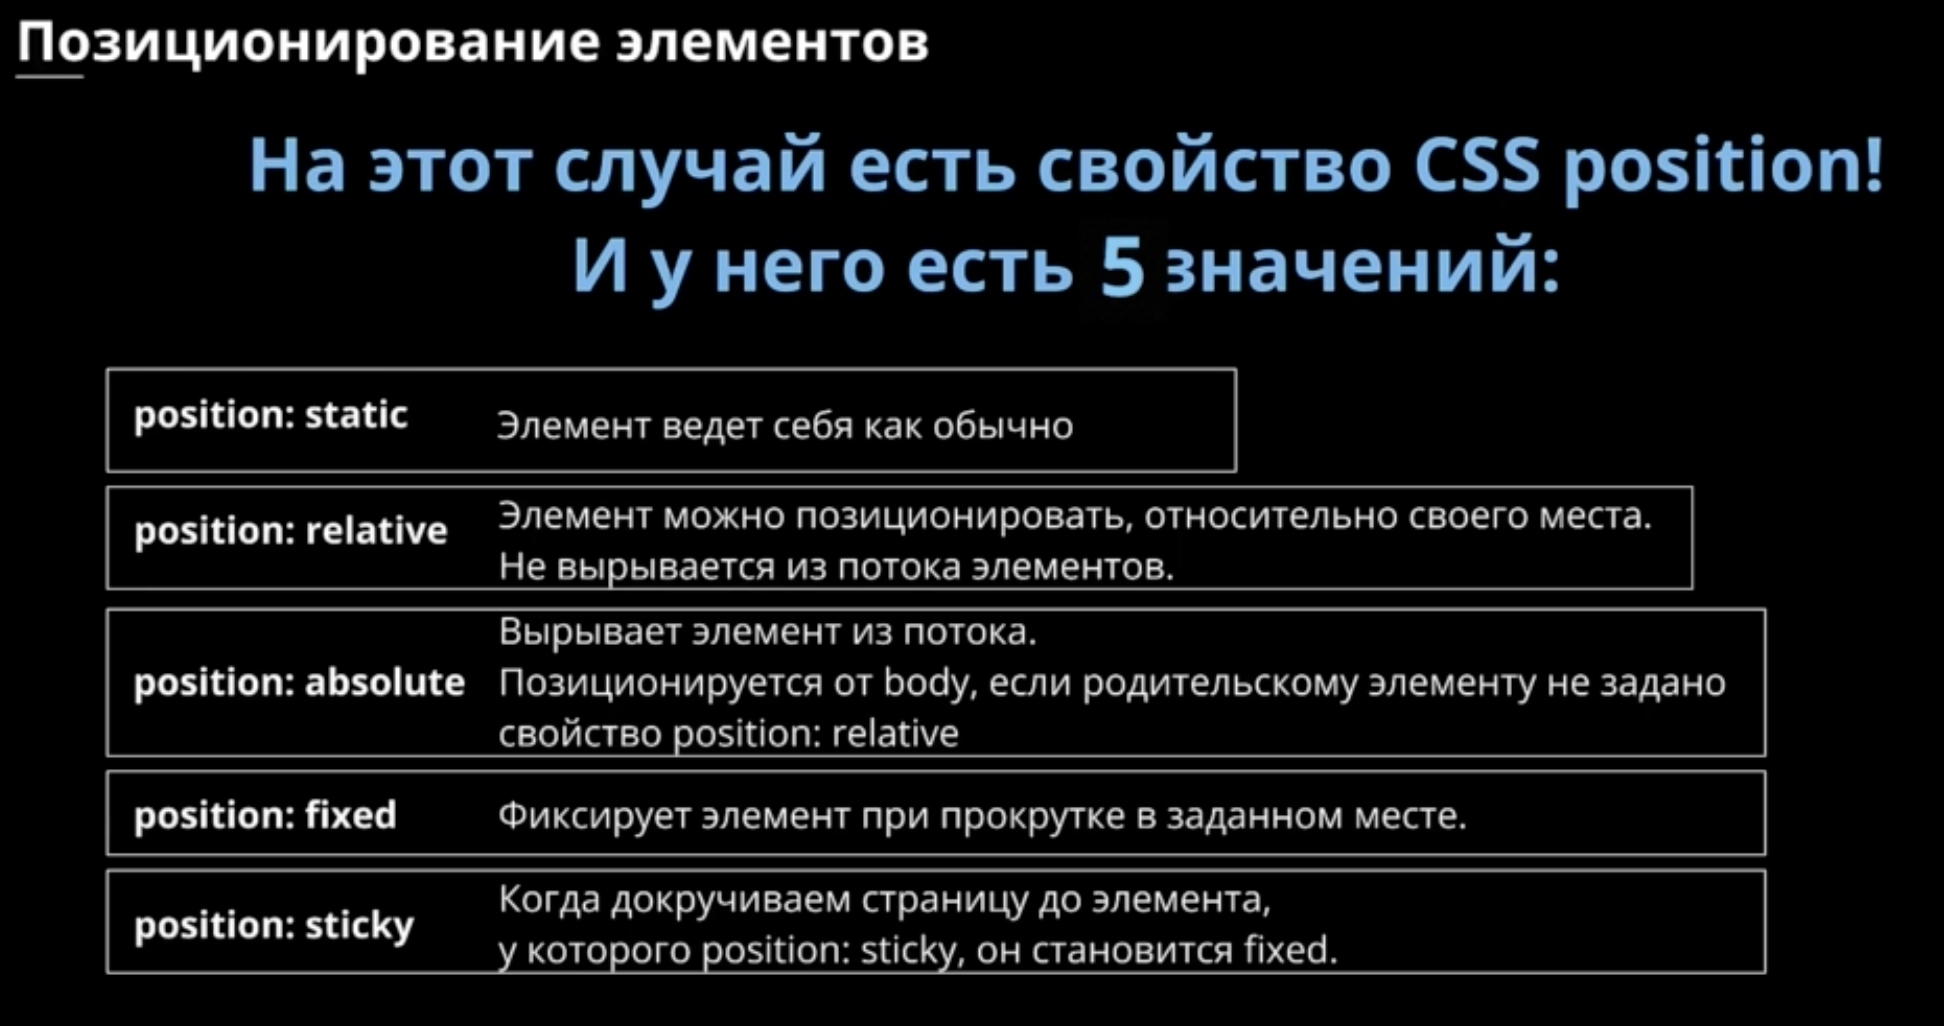 Позиционирование элементов
На этот случай есть свойство CSS position!
И у него есть 5 значений:
position: static
Элемент ведет себя как обычно
position: relative
Элемент можно позиционировать, относительно своего места.
Не вырывается из потока элементов.
position: absolute
Вырывает элемент из потока.
Позиционируется от body, если родительскому элементу не задано
свойство position: relative
position: fixed
Фиксирует элемент при прокрутке в заданном месте.
position: sticky
Когда докручиваем страницу до элемента,
у которого position: sticky, он становится fixed.